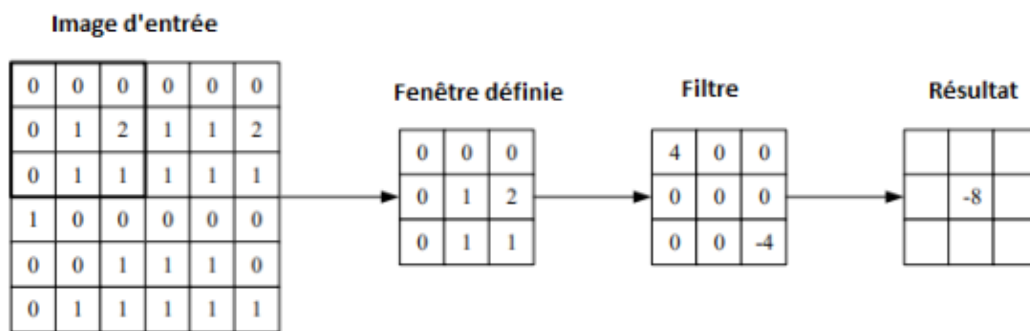 Image d'entrée
0 0 0 0 0 0
0 1 2 1 1 2
0 1 1 1 1 1
1 0 0 0 0 0
0 0 1 1 1 0
0 1 1 1 1 1
Fenêtre définie
0 0 0
0 1 2
0 1 1
Filtre
4 0 0
0 0 0
0 0 -4
Résultat
-8